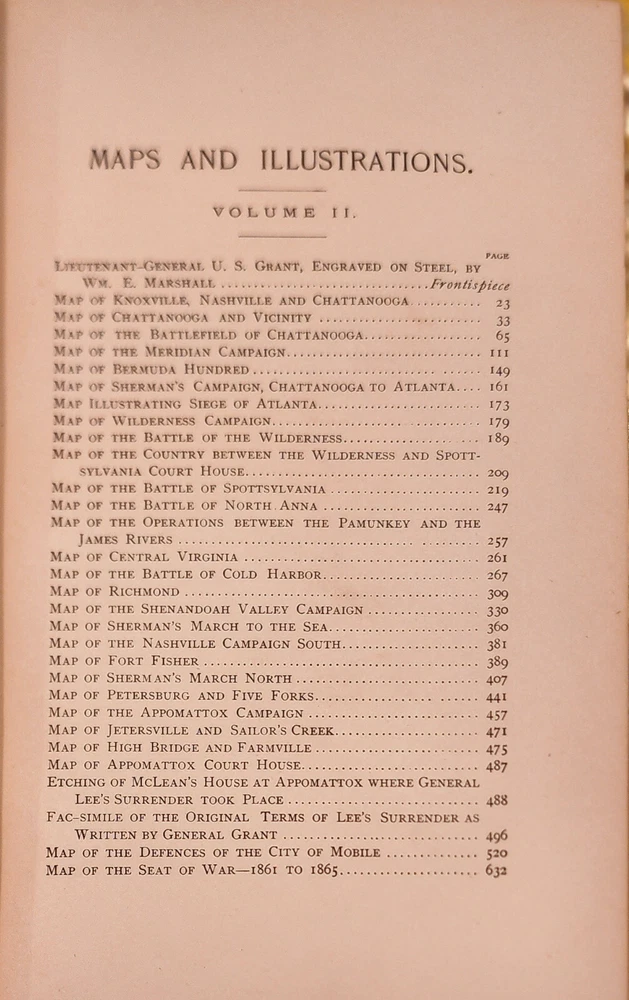 MAPS AND ILLUSTRATIONS.
VOLUME II.
PAGE
LIEUTENANT-GENERAL U. S. GRANT, ENGRAVED ON STEEL, BY
WM. E. MARSHALL ..............................Frontispiece
MAP OF KNOXVILLE, NASHVILLE AND CHATTANOOGA........... 23
MAP OF CHATTANOOGA AND VICINITY ......................... 33
MAP OF THE BATTLEFIELD OF CHATTANOOGA.................. 65
MAP OF THE MERIDIAN CAMPAIGN............................. 111
MAP OF BERMUDA HUNDRED .................................. 149
MAP OF SHERMAN'S CAMPAIGN, CHATTANOOGA TO ATLANTA.... 161
MAP ILLUSTRATING SIEGE OF ATLANTA......................... 173
MAP OF WILDERNESS CAMPAIGN............................... 179
MAP OF THE BATTLE OF THE WILDERNESS...................... 189
MAP OF THE COUNTRY BETWEEN THE WILDERNESS AND SPOTT-
SYLVANIA COURT HOUSE.................................... 209
MAP OF THE BATTLE OF SPOTTSYLVANIA ...................... 219
MAP OF THE BATTLE OF NORTH ANNA ........................ 247
MAP OF THE OPERATIONS BETWEEN THE PAMUNKEY AND THE
JAMES RIVERS ............................................. 257
MAP OF CENTRAL VIRGINIA ................................... 261
MAP OF THE BATTLE OF COLD HARBOR........................ 267
MAP OF RICHMOND ............................................ 309
MAP OF THE SHENANDOAH VALLEY CAMPAIGN ................. 330
MAP OF SHERMAN'S MARCH TO THE SEA....................... 360
MAP OF THE NASHVILLE CAMPAIGN SOUTH..................... 381
MAP OF FORT FISHER ......................................... 389
MAP OF SHERMAN'S MARCH NORTH ............................ 407
MAP OF PETERSBURG AND FIVE FORKS......................... 441
MAP OF THE APPOMATTOX CAMPAIGN .......................... 457
MAP OF JETERSVILLE AND SAILOR'S CREEK...................... 471
MAP OF HIGH BRIDGE AND FARMVILLE ......................... 475
MAP OF APPOMATTOX COURT HOUSE........................... 487
ETCHING OF MCLEAN'S HOUSE AT APPOMATTOX WHERE GENERAL
LEE'S SURRENDER TOOK PLACE ............................. 488
FAC-SIMILE OF THE ORIGINAL TERMS OF LEE'S SURRENDER AS
WRITTEN BY GENERAL GRANT .............................. 496
MAP OF THE DEFENCES OF THE CITY OF MOBILE .............. 520
MAP OF THE SEAT OF WAR—1861 TO 1865..................... 632